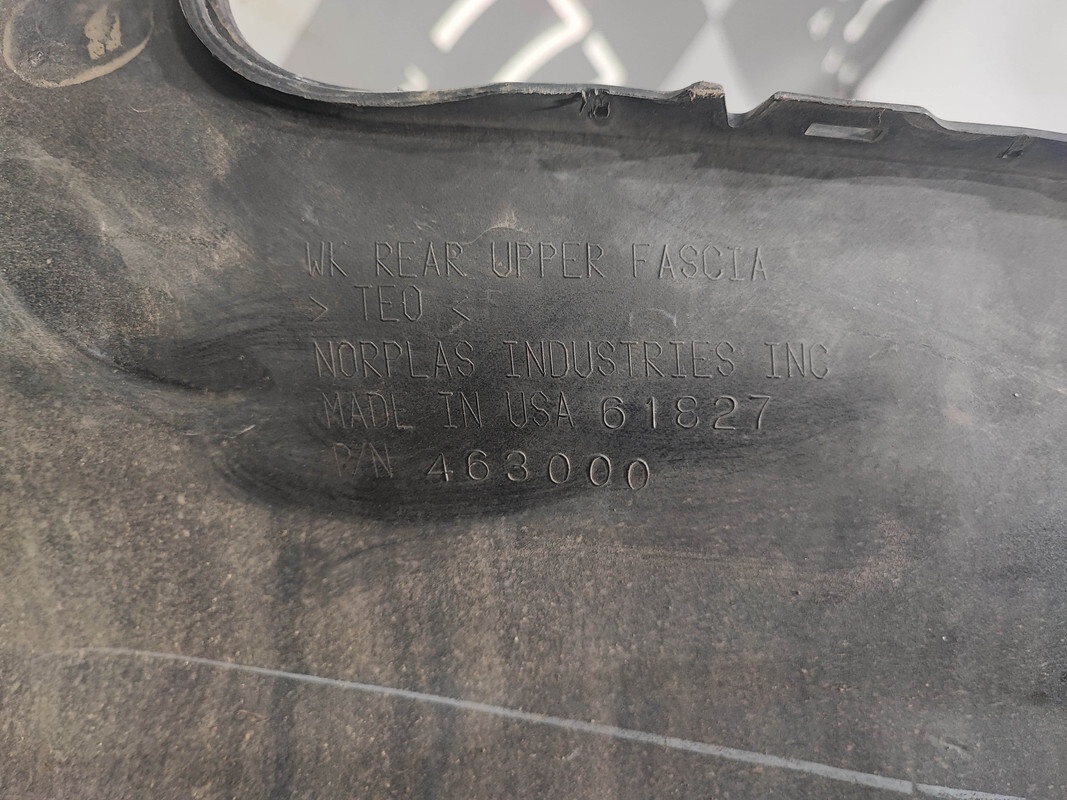 WK REAR UPPER FASCIA
> TEO <
NORPLAS INDUSTRIES INC
MADE IN USA 61827
P/N 463000